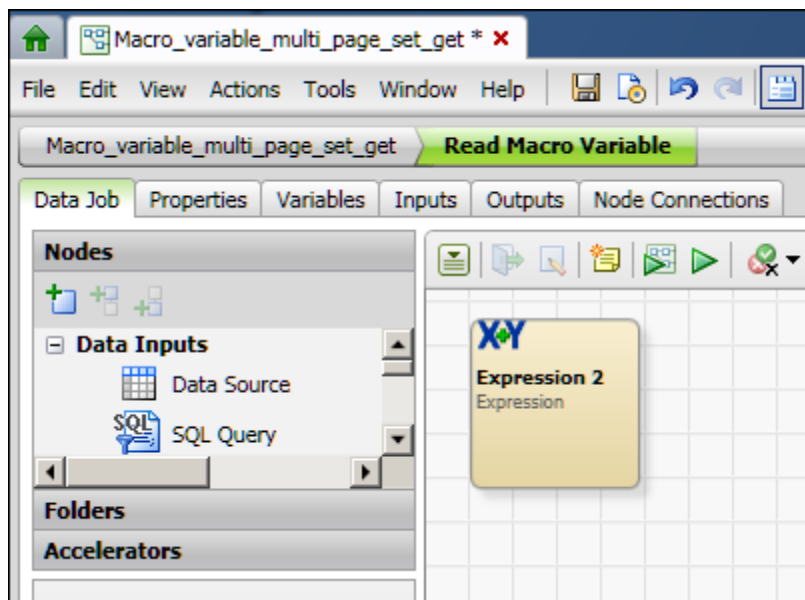 Macro_variable_multi_page_set_get *
File Edit View Actions Tools Window Help
Macro_variable_multi_page_set_get Read Macro Variable
Data Job Properties Variables Inputs Outputs Node Connections
Nodes
Data Inputs
Data Source
SQL
SQL Query
Folders
Accelerators
X+Y
Expression 2
Expression